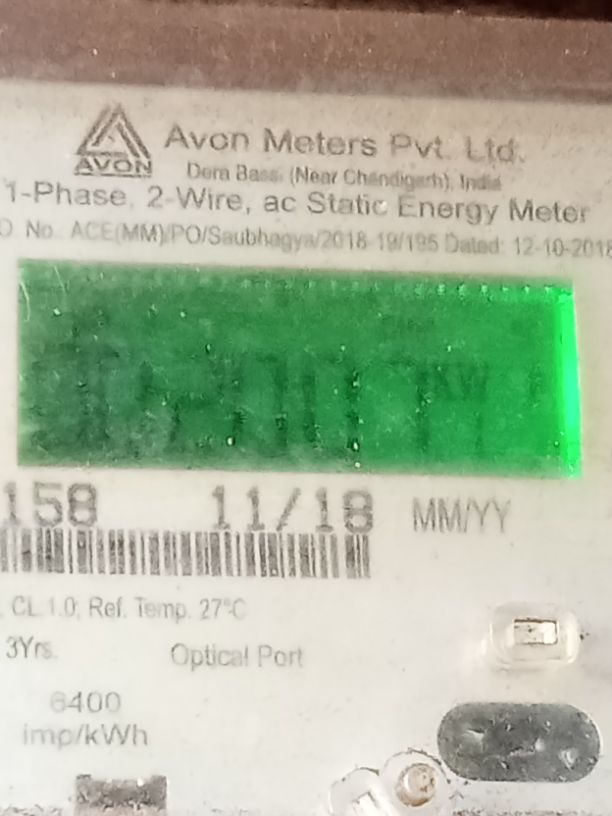 AVON
Avon Meters Pvt. Ltd.
Dera Bassi (Near Chandigarh), India
1-Phase, 2-Wire, ac Static Energy Meter
No. ACE(MM)/PO/Saubhagya/2018-19/195 Dated: 12-10-2018
KW
158 11/18 MM/YY
CL 1.0, Ref. Temp. 27°C
3Yrs. Optical Port
6400
imp/kWh